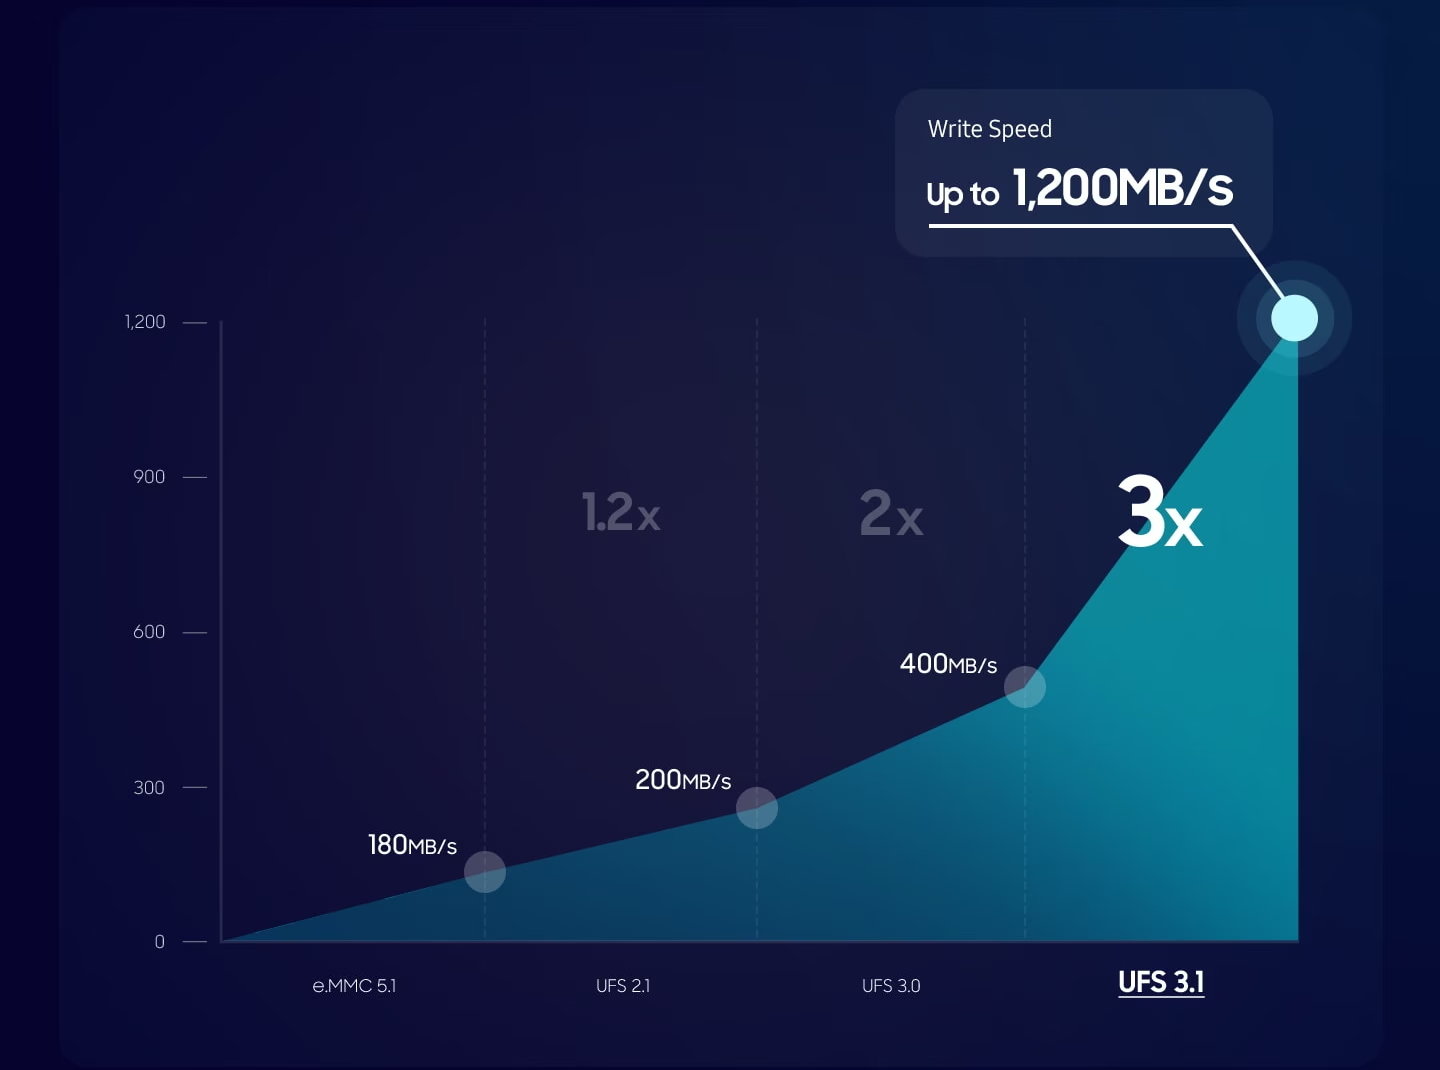 Write Speed
Up to 1,200MB/s
1,200
900
1.2x
2x
3x
600
400MB/s
300
200MB/s
180MB/s
0
e.MMC 5.1
UFS 2.1
UFS 3.0
UFS 3.1